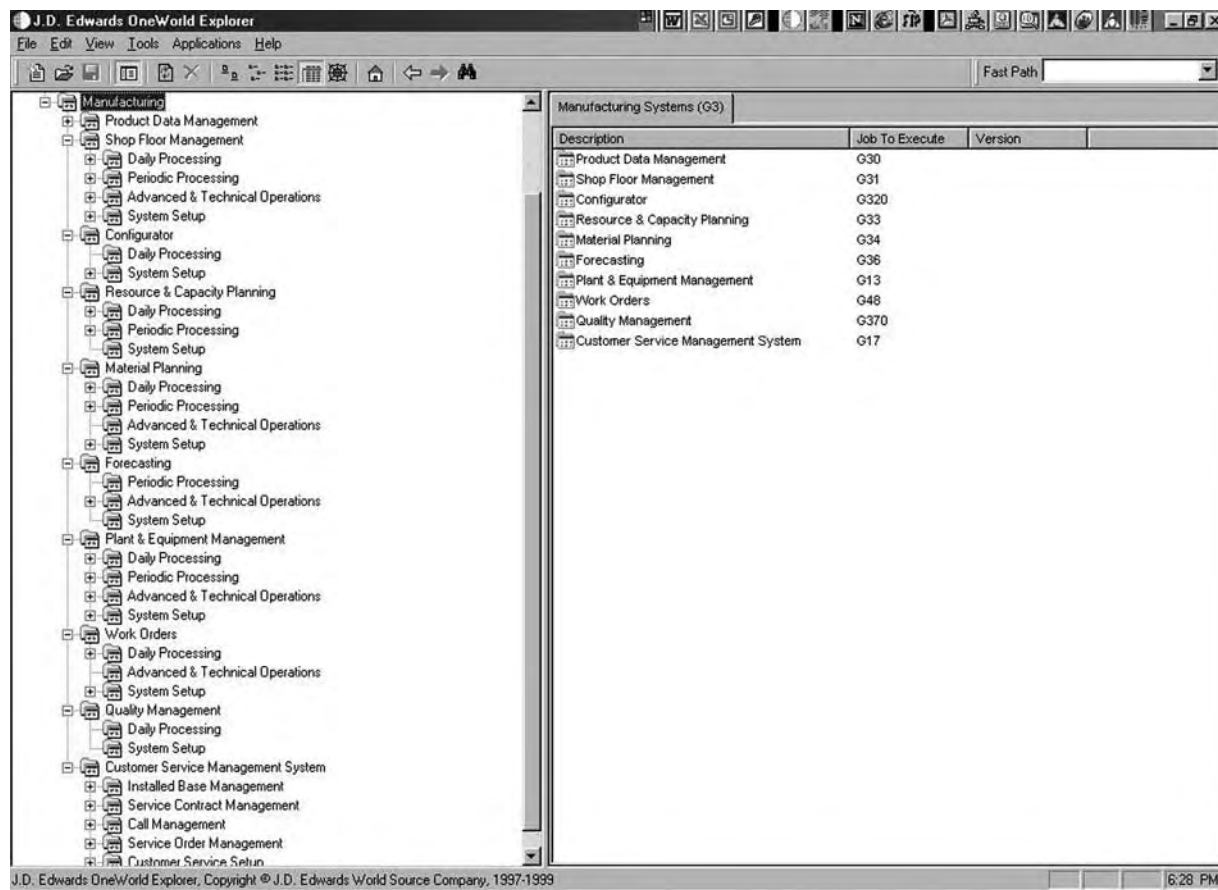 J.D. Edwards OneWorld Explorer
File Edit View Tools Applications Help
Fast Path
Manufacturing
Product Data Management
Shop Floor Management
Daily Processing
Periodic Processing
Advanced & Technical Operations
System Setup
Configurator
Daily Processing
System Setup
Resource & Capacity Planning
Daily Processing
Periodic Processing
System Setup
Material Planning
Daily Processing
Periodic Processing
Advanced & Technical Operations
System Setup
Forecasting
Periodic Processing
Advanced & Technical Operations
System Setup
Plant & Equipment Management
Daily Processing
Periodic Processing
Advanced & Technical Operations
System Setup
Work Orders
Daily Processing
Advanced & Technical Operations
System Setup
Quality Management
Daily Processing
System Setup
Customer Service Management System
Installed Base Management
Service Contract Management
Call Management
Service Order Management
Customer Service Setup
Manufacturing Systems (G3)
Description Job To Execute Version
Product Data Management G30
Shop Floor Management G31
Configurator G320
Resource & Capacity Planning G33
Material Planning G34
Forecasting G36
Plant & Equipment Management G13
Work Orders G48
Quality Management G370
Customer Service Management System G17
J.D. Edwards OneWorld Explorer, Copyright © J.D. Edwards World Source Company, 1997-1999
6:28 PM